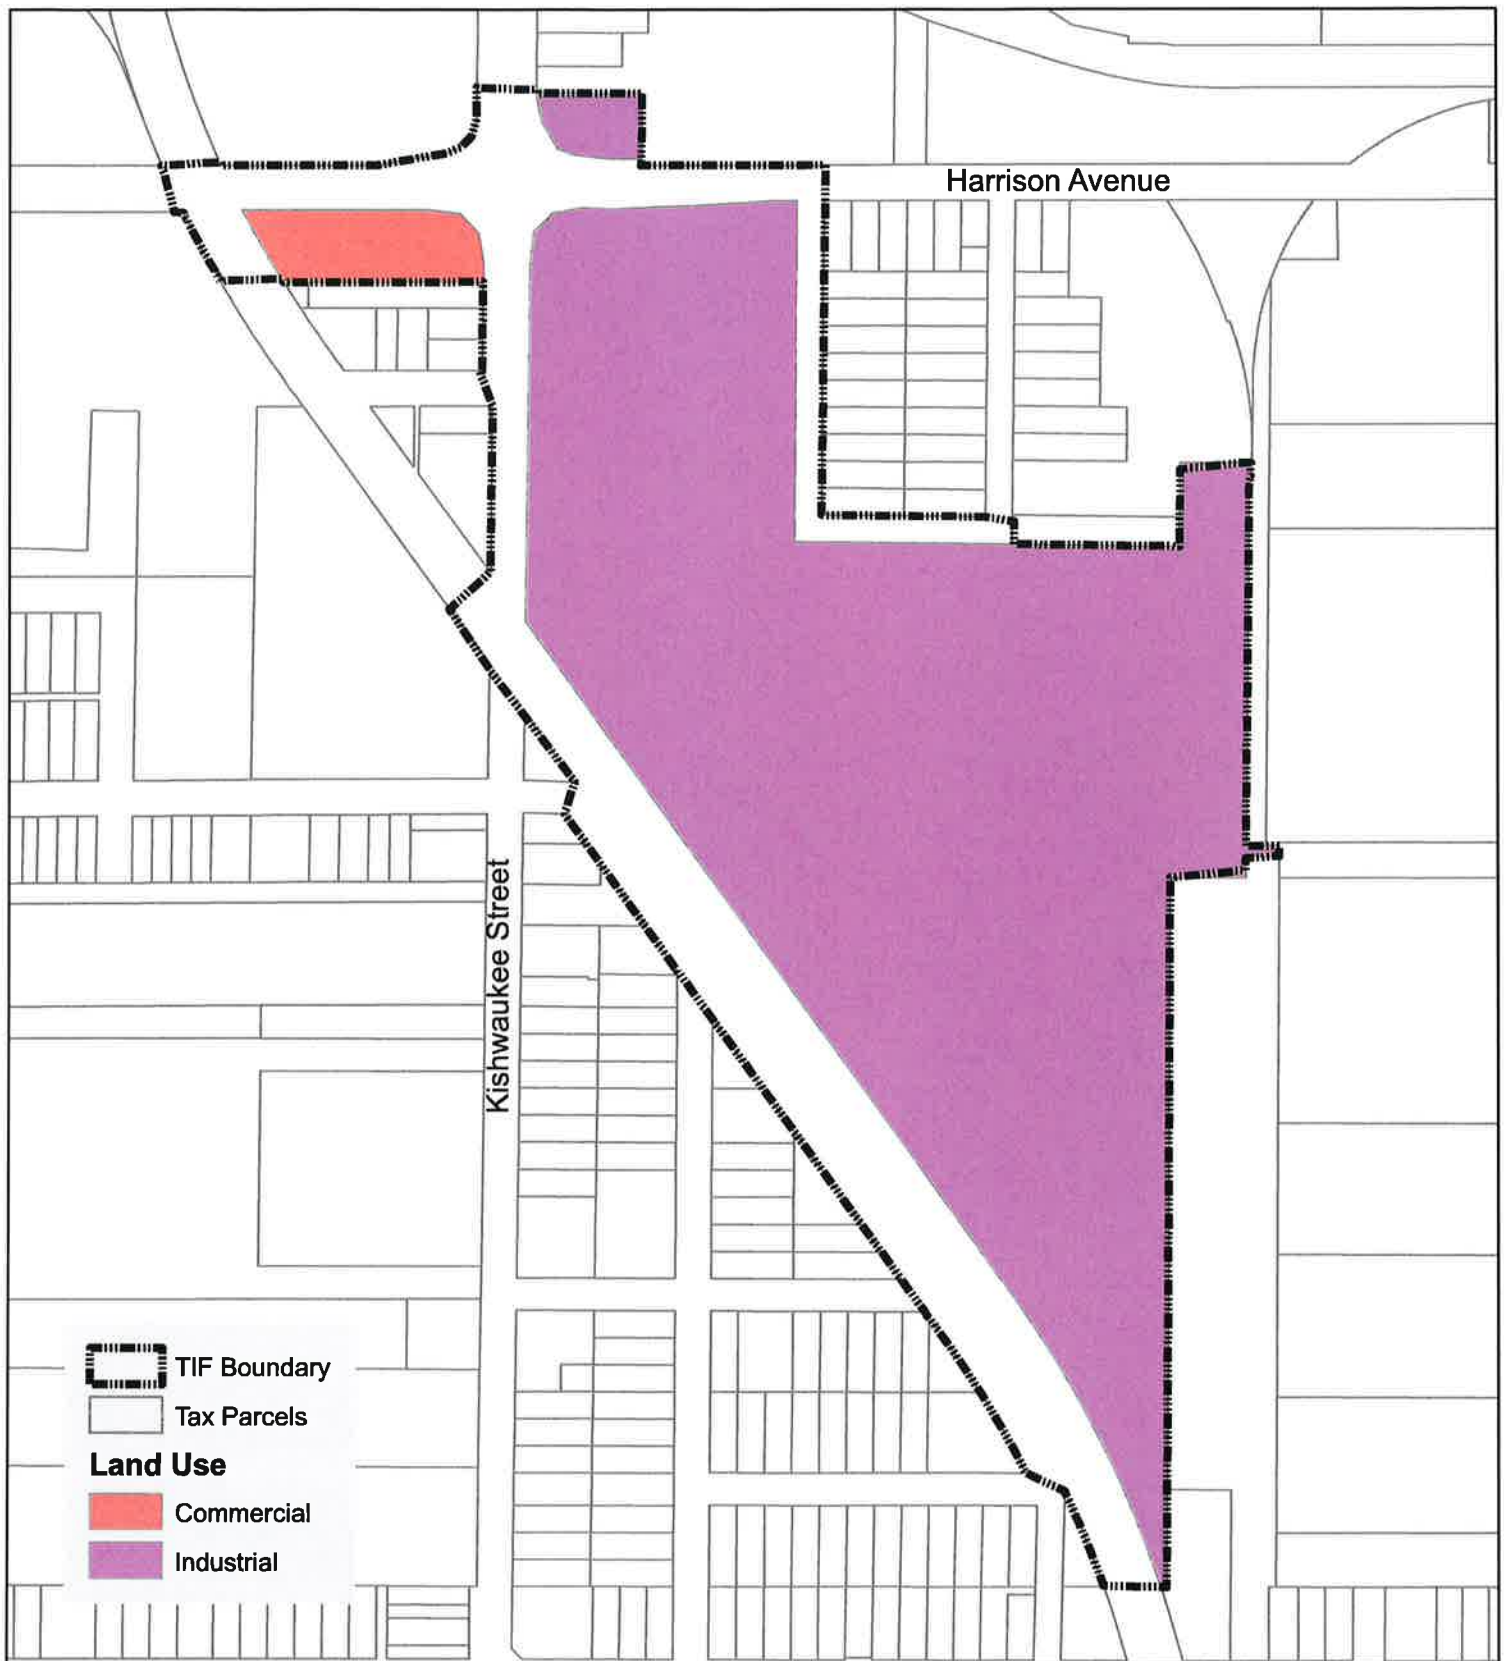 Harrison Avenue
Kishwaukee Street
TIF Boundary
Tax Parcels
Land Use
Commercial
Industrial